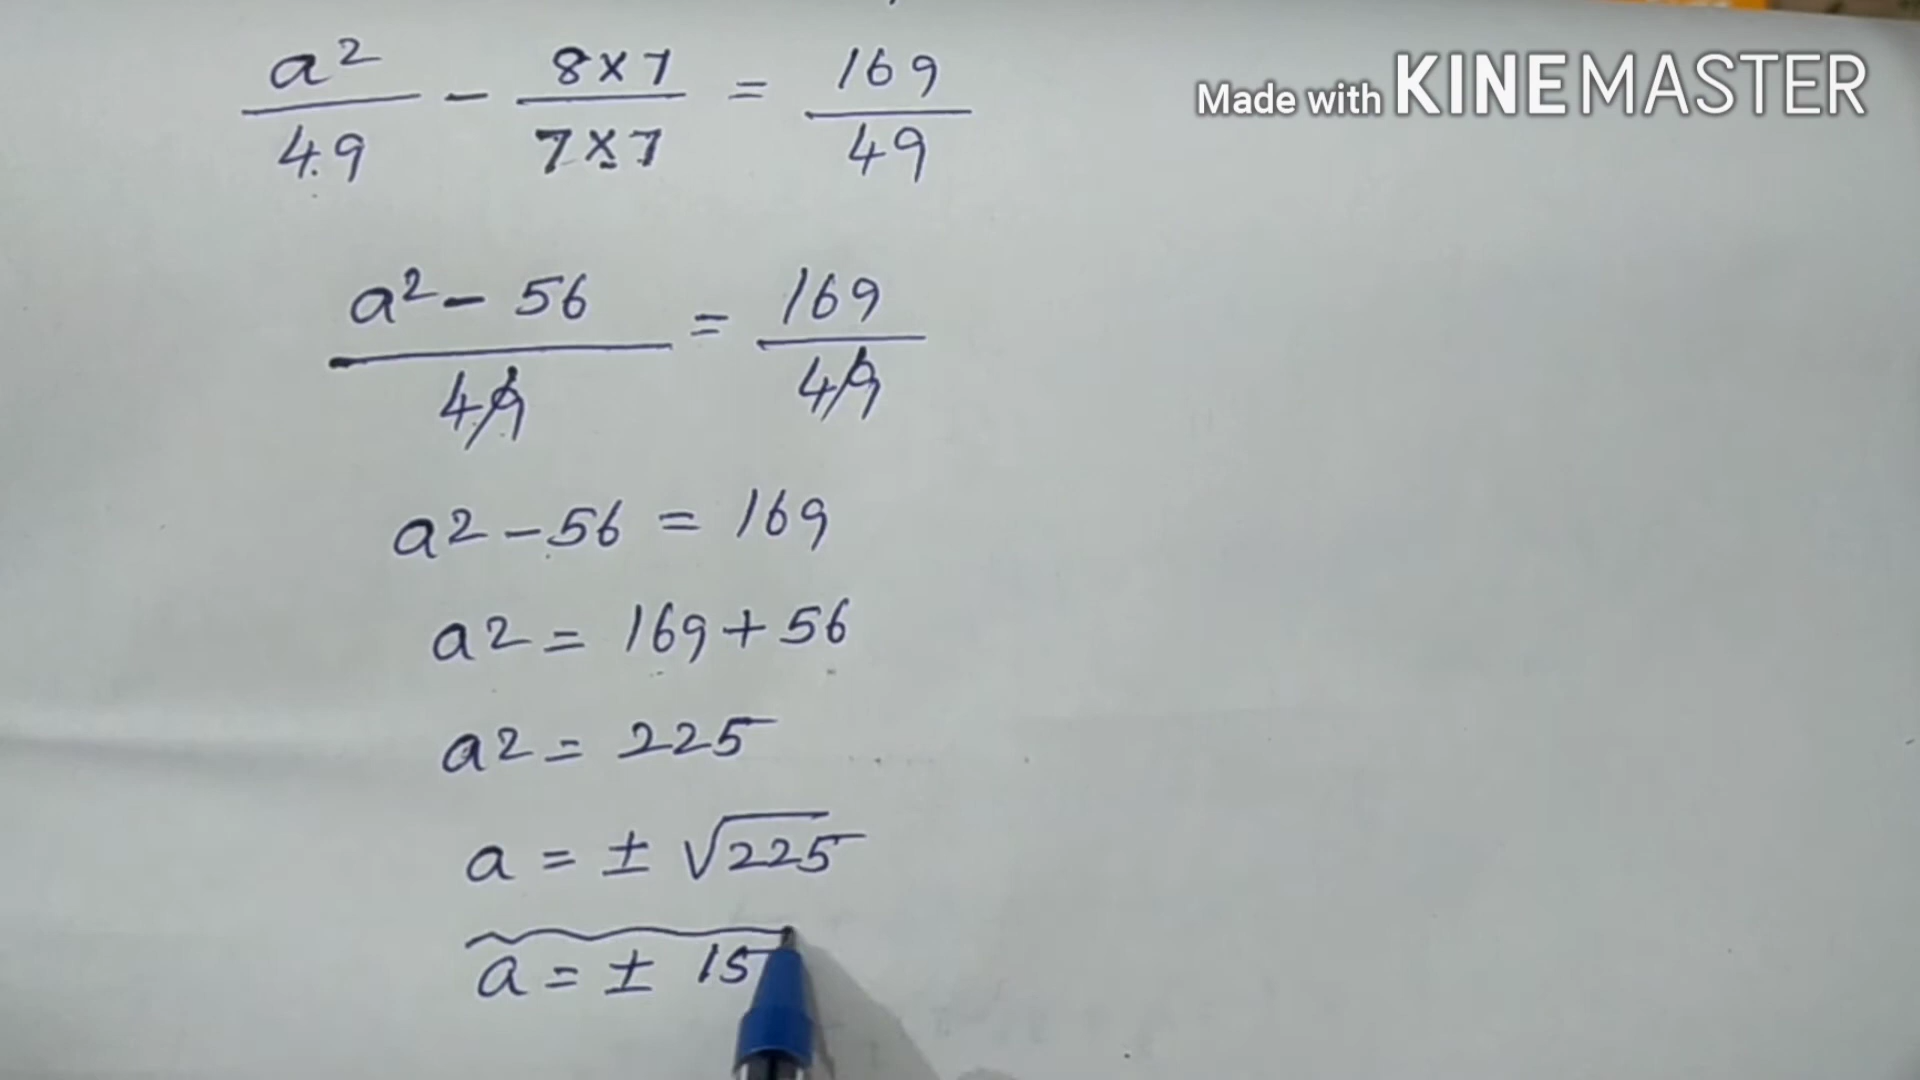 a² / 49 - 8×7 / 7×7 = 169 / 49
Made with KINEMASTER
a² - 56 / 49 = 169 / 49
a2 - 56 = 169
a2 = 169 + 56
a2 = 225
a = ± √225
a = ± 15